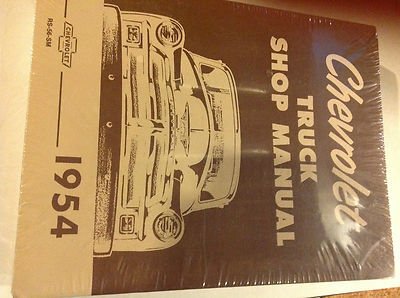 Chevrolet
TRUCK
SHOP MANUAL
CHEVROLET
RS-56-SM
1954